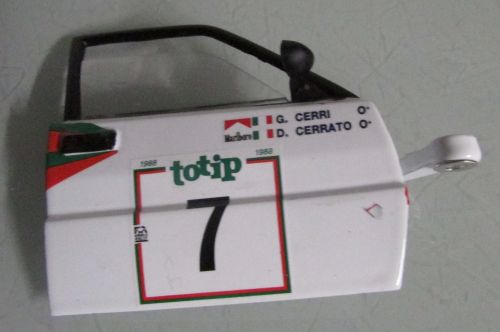 G. CERRI O-
Marlboro D. CERRATO O-
1988 totip 1988
7